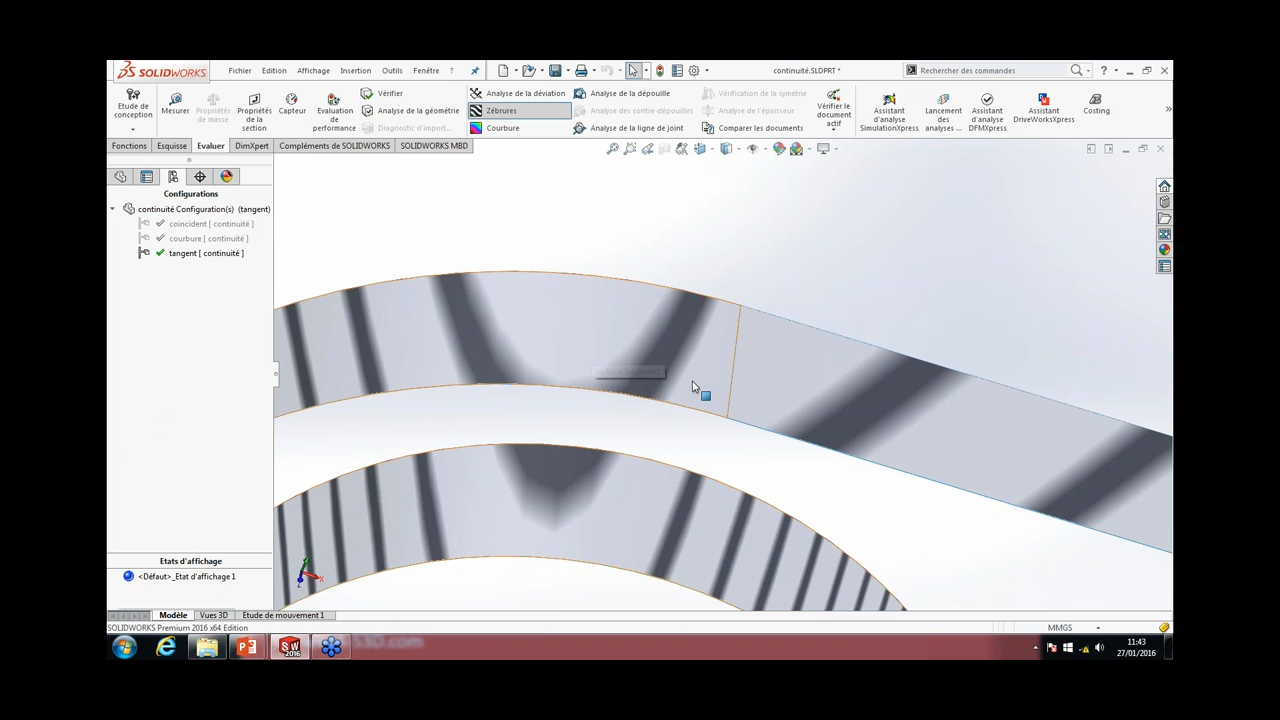 SOLIDWORKS
Fichier Edition Affichage Insertion Outils Fenêtre ?
continuité.SLDPRT *
Rechercher des commandes
Etude de conception
Mesurer
Propriétés de masse
Propriétés de la section
Capteur
Evaluation de performance
Vérifier
Analyse de la géométrie
Diagnostic d'import...
Analyse de la déviation
Zébrures
Courbure
Analyse de la dépouille
Analyse des contre-dépouilles
Analyse de la ligne de joint
Vérification de la symétrie
Analyse de l'épaisseur
Comparer les documents
Vérifier le document actif
Assistant d'analyse SimulationXpress
Lancement des analyses ...
Assistant d'analyse DFMXpress
Assistant DriveWorksXpress
Costing
Fonctions Esquisse Evaluer DimXpert Compléments de SOLIDWORKS SOLIDWORKS MBD
Configurations
continuité Configuration(s) (tangent)
coincident [ continuité ]
courbure [ continuité ]
tangent [ continuité ]
Etats d'affichage
<Défaut>_Etat d'affichage 1
Modèle Vues 3D Etude de mouvement 1
SOLIDWORKS Premium 2016 x64 Edition
MMGS
SW 2016
11:43
27/01/2016